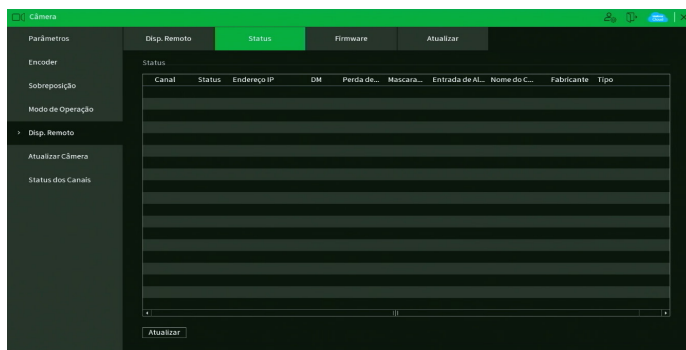 Câmera
Parâmetros
Encoder
Sobreposição
Modo de Operação
Disp. Remoto
Atualizar Câmera
Status dos Canais
Disp. Remoto Status Firmware Atualizar
Status
Canal Status Endereço IP DM Perda de... Mascara... Entrada de Al... Nome do C... Fabricante Tipo
Atualizar